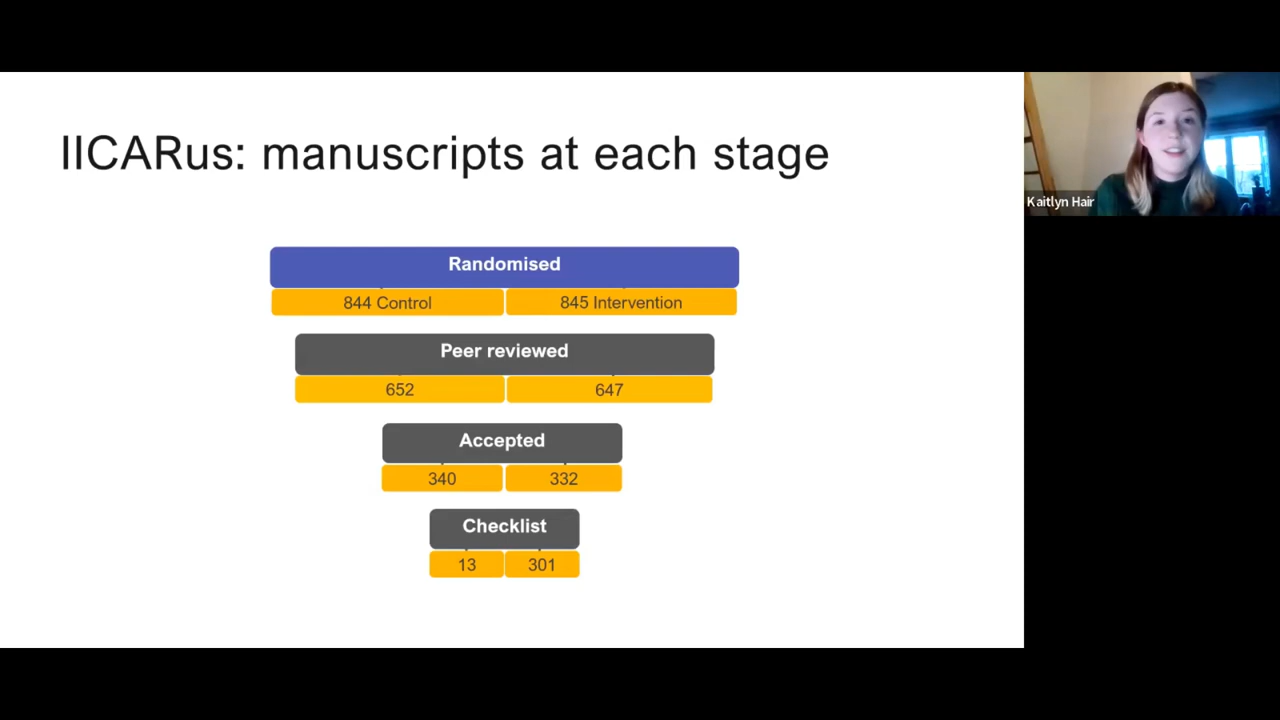 IICARus: manuscripts at each stage
Kaitlyn Hair
Randomised
844 Control
845 Intervention
Peer reviewed
652
647
Accepted
340
332
Checklist
13
301